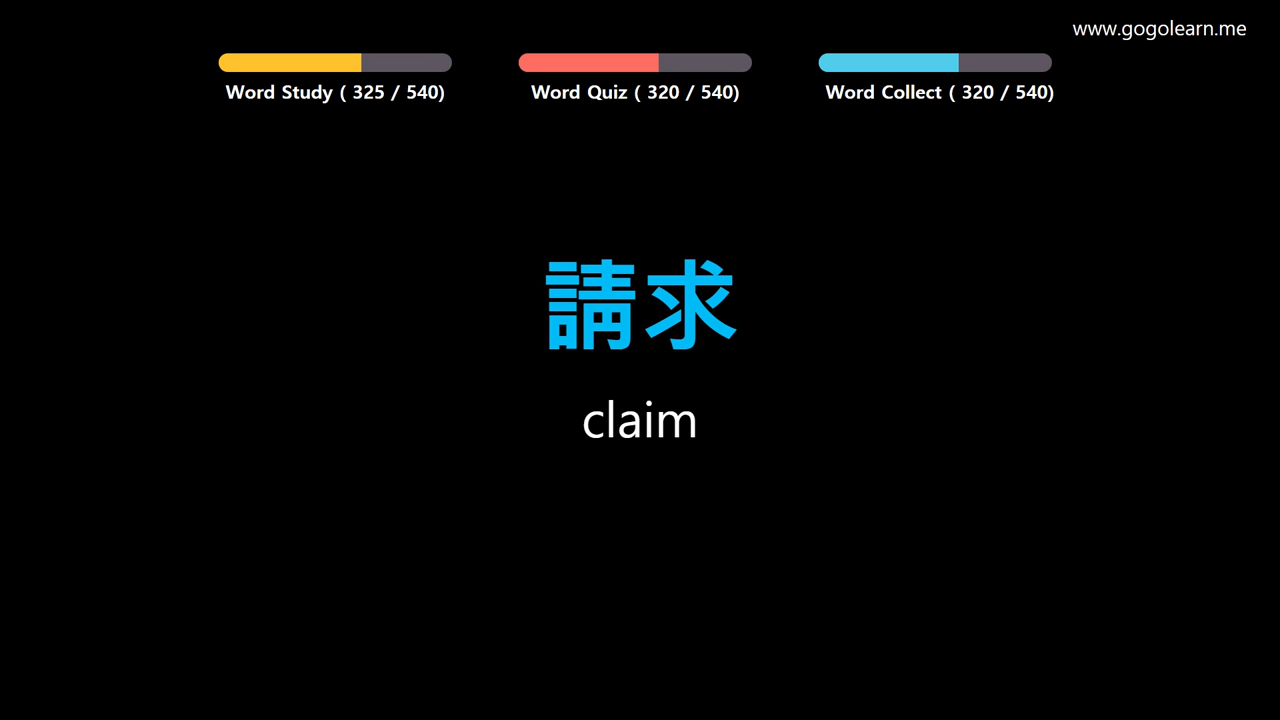 www.gogolearn.me
Word Study ( 325 / 540)
Word Quiz ( 320 / 540)
Word Collect ( 320 / 540)
請求
claim